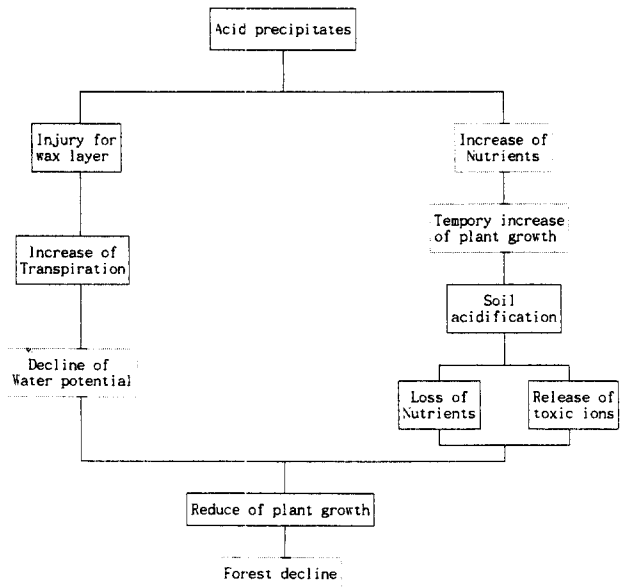 Acid precipitates
Injury for
wax layer
Increase of
Transpiration
Decline of
Water potential
Increase of
Nutrients
Tempory increase
of plant growth
Soil
acidification
Loss of
Nutrients
Release of
toxic ions
Reduce of plant growth
Forest decline